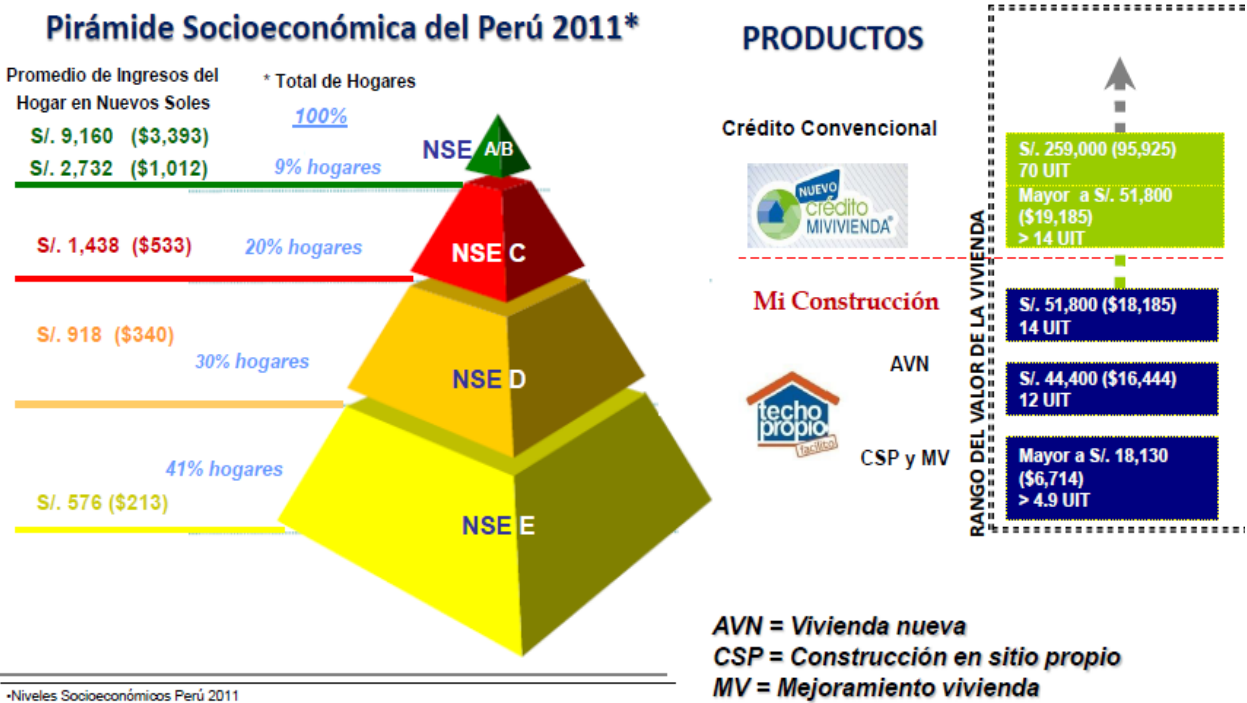 Pirámide Socioeconómica del Perú 2011*
Promedio de Ingresos del
Hogar en Nuevos Soles
* Total de Hogares
100%
S/. 9,160 ($3,393)
S/. 2,732 ($1,012)
9% hogares
NSE A/B
S/. 1,438 ($533)
20% hogares
NSE C
S/. 918 ($340)
30% hogares
NSE D
41% hogares
S/. 576 ($213)
NSE E
•Niveles Socioeconómicos Perú 2011
PRODUCTOS
Crédito Convencional
NUEVO
crédito
MIVIVIENDA®
Mi Construcción
AVN
techo
propio
facilito
CSP y MV
RANGO DEL VALOR DE LA VIVIENDA
S/. 259,000 (95,925)
70 UIT
Mayor a S/. 51,800
($19,185)
> 14 UIT
S/. 51,800 ($18,185)
14 UIT
S/. 44,400 ($16,444)
12 UIT
Mayor a S/. 18,130
($6,714)
> 4.9 UIT
AVN = Vivienda nueva
CSP = Construcción en sitio propio
MV = Mejoramiento vivienda